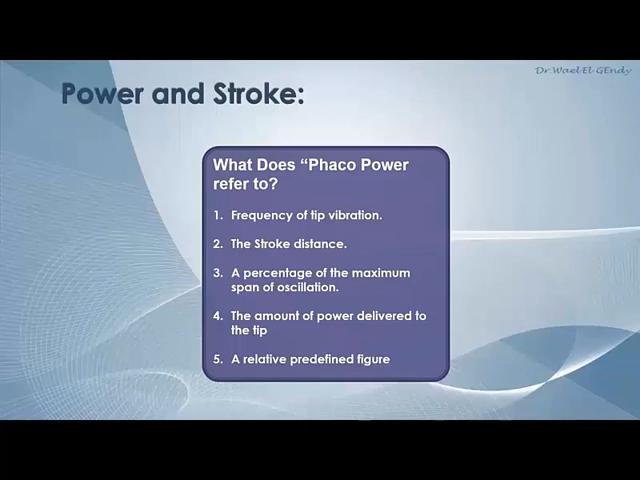 Dr.Wael El GEndy
Power and Stroke:
What Does “Phaco Power
refer to?
1. Frequency of tip vibration.
2. The Stroke distance.
3. A percentage of the maximum
span of oscillation.
4. The amount of power delivered to
the tip
5. A relative predefined figure